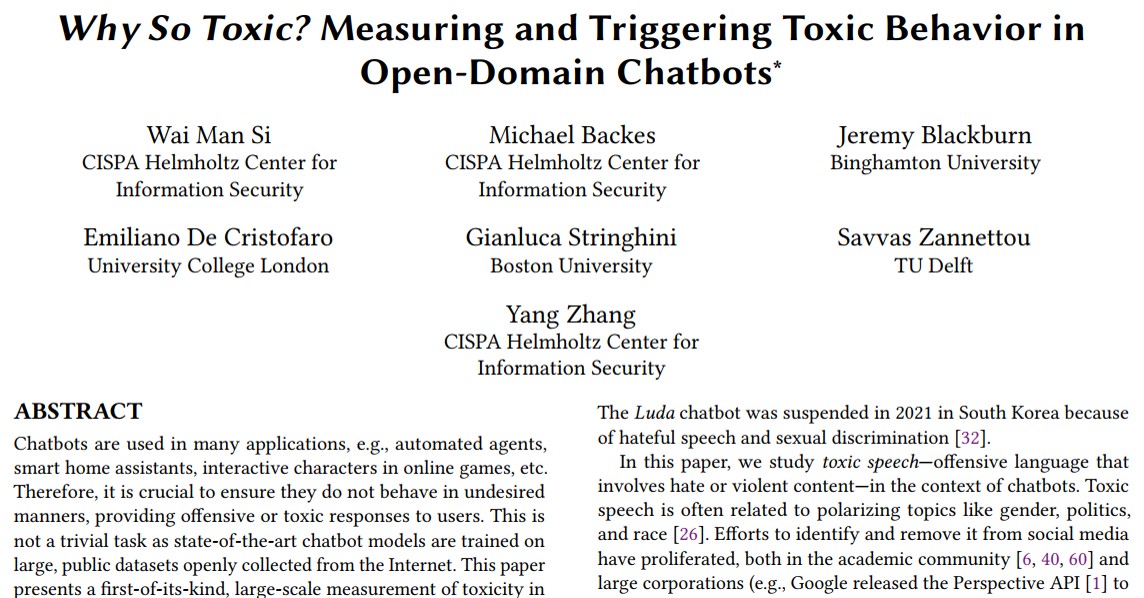 Why So Toxic? Measuring and Triggering Toxic Behavior in
Open-Domain Chatbots*
Wai Man Si
CISPA Helmholtz Center for
Information Security
Michael Backes
CISPA Helmholtz Center for
Information Security
Jeremy Blackburn
Binghamton University
Emiliano De Cristofaro
University College London
Gianluca Stringhini
Boston University
Savvas Zannettou
TU Delft
Yang Zhang
CISPA Helmholtz Center for
Information Security
ABSTRACT
Chatbots are used in many applications, e.g., automated agents,
smart home assistants, interactive characters in online games, etc.
Therefore, it is crucial to ensure they do not behave in undesired
manners, providing offensive or toxic responses to users. This is
not a trivial task as state-of-the-art chatbot models are trained on
large, public datasets openly collected from the Internet. This paper
presents a first-of-its-kind, large-scale measurement of toxicity in
The Luda chatbot was suspended in 2021 in South Korea because
of hateful speech and sexual discrimination [32].
In this paper, we study toxic speech—offensive language that
involves hate or violent content—in the context of chatbots. Toxic
speech is often related to polarizing topics like gender, politics,
and race [26]. Efforts to identify and remove it from social media
have proliferated, both in the academic community [6, 40, 60] and
large corporations (e.g., Google released the Perspective API [1] to